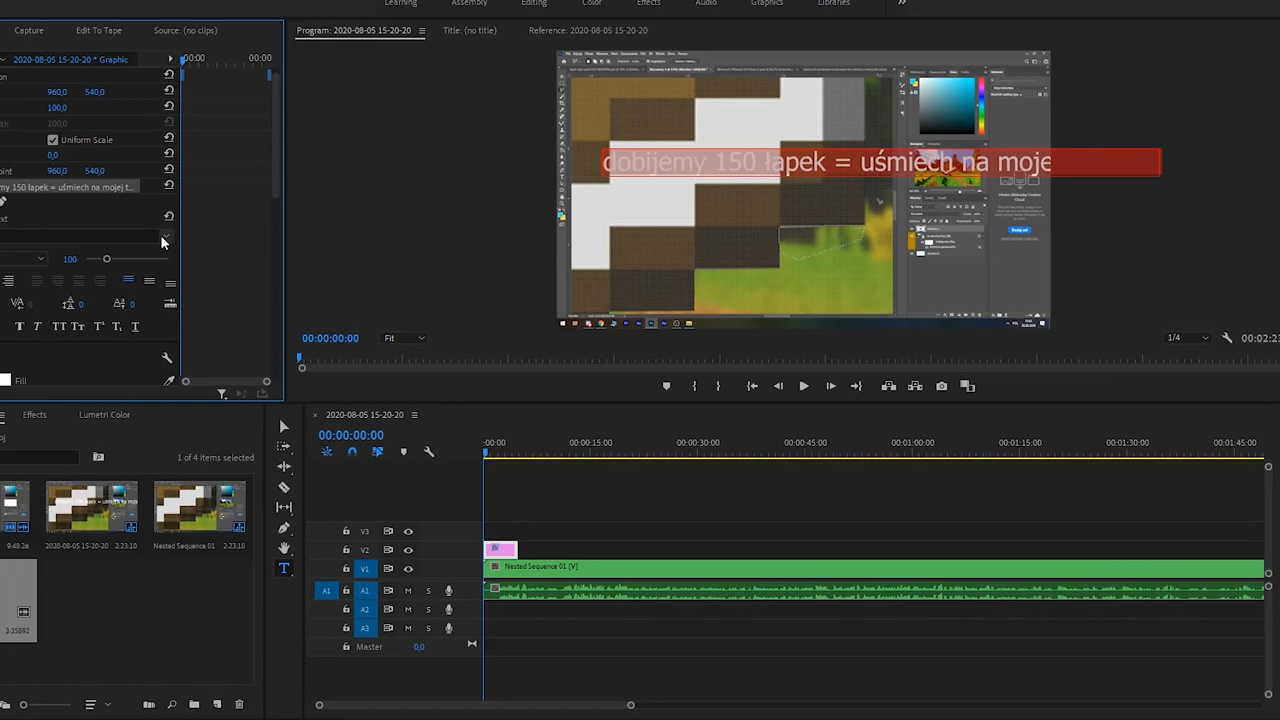 Learning Assembly Editing Color Effects Audio Graphics Libraries
Capture Edit To Tape Source: (no clips)
Program: 2020-08-05 15-20-20 Title: (no title) Reference: 2020-08-05 15-20-20
2020-08-05 15-20-20 * Graphic
00:00 00:00
960,0 540,0
100,0
100,0
Uniform Scale
0,0
960,0 540,0
my 150 łapek = uśmiech na mojej t...
100
0 0 0
Fill
dobijemy 150 łapek = uśmiech na moje
00:00:00:00 Fit 1/4 00:02:23
Effects Lumetri Color
1 of 4 items selected
9:48:26
2020-08-05 15-20-20 2:23:10
Nested Sequence 01 2:23:10
3:35892
2020-08-05 15-20-20
00:00:00:00
:00:00 00:00:15:00 00:00:30:00 00:00:45:00 00:01:00:00 00:01:15:00 00:01:30:00 00:01:45:00
V3
V2
V1 Nested Sequence 01 [V]
A1 A1 M S
A2 M S
A3 M S
Master 0,0